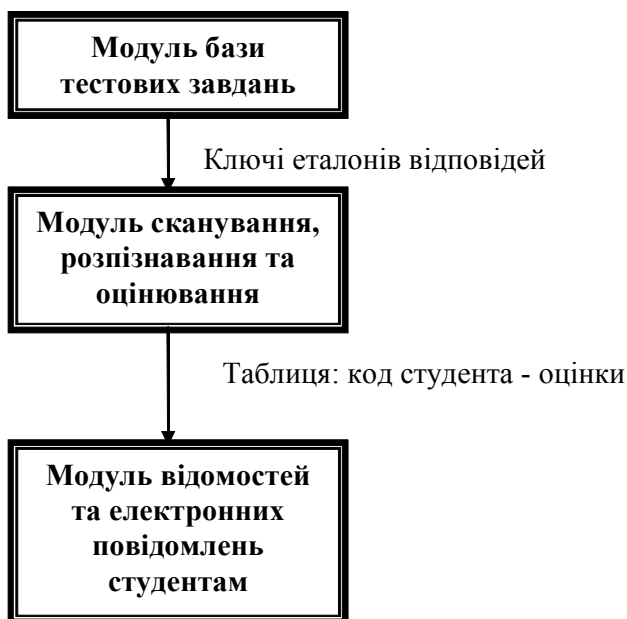 Модуль бази
тестових завдань
Ключі еталонів відповідей
Модуль сканування,
розпізнавання та
оцінювання
Таблиця: код студента - оцінки
Модуль відомостей
та електронних
повідомлень
студентам